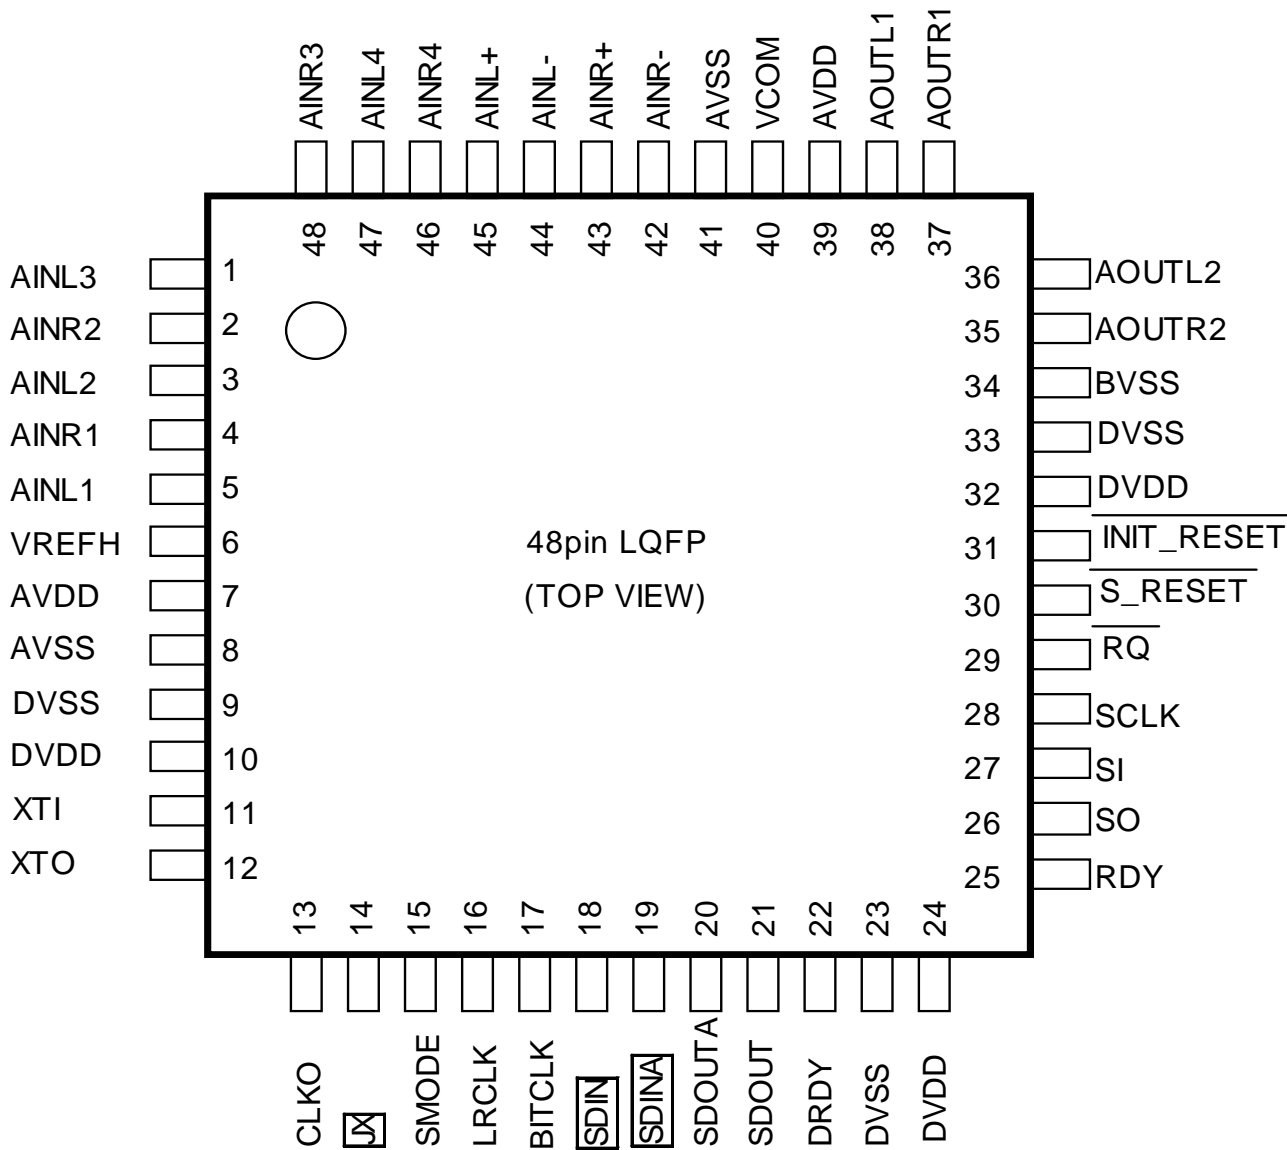 AINR3
AINL4
AINR4
AINL+
AINL-
AINR+
AINR-
AVSS
VCOM
AVDD
AOUTL1
AOUTR1
48
47
46
45
44
43
42
41
40
39
38
37
AINL3 1
AINR2 2
AINL2 3
AINR1 4
AINL1 5
VREFH 6
AVDD 7
AVSS 8
DVSS 9
DVDD 10
XTI 11
XTO 12
48pin LQFP
(TOP VIEW)
36 AOUTL2
35 AOUTR2
34 BVSS
33 DVSS
32 DVDD
31 INIT_RESET
30 S_RESET
29 RQ
28 SCLK
27 SI
26 SO
25 RDY
13
14
15
16
17
18
19
20
21
22
23
24
CLKO
JX
SMODE
LRCLK
BITCLK
SDIN
SDINA
SDOUTA
SDOUT
DRDY
DVSS
DVDD